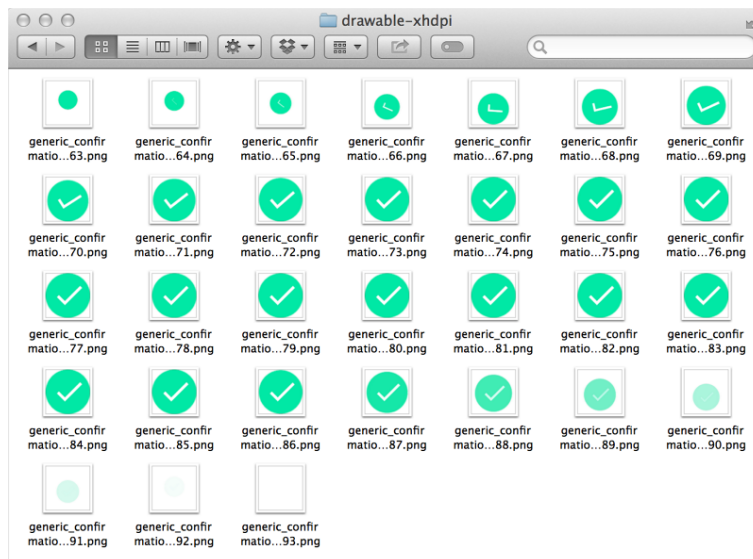 drawable-xhdpi
generic_confir generic_confir generic_confir generic_confir generic_confir generic_confir generic_confir
matio...63.png matio...64.png matio...65.png matio...66.png matio...67.png matio...68.png matio...69.png
generic_confir generic_confir generic_confir generic_confir generic_confir generic_confir generic_confir
matio...70.png matio...71.png matio...72.png matio...73.png matio...74.png matio...75.png matio...76.png
generic_confir generic_confir generic_confir generic_confir generic_confir generic_confir generic_confir
matio...77.png matio...78.png matio...79.png matio...80.png matio...81.png matio...82.png matio...83.png
generic_confir generic_confir generic_confir generic_confir generic_confir generic_confir generic_confir
matio...84.png matio...85.png matio...86.png matio...87.png matio...88.png matio...89.png matio...90.png
generic_confir generic_confir generic_confir
matio...91.png matio...92.png matio...93.png